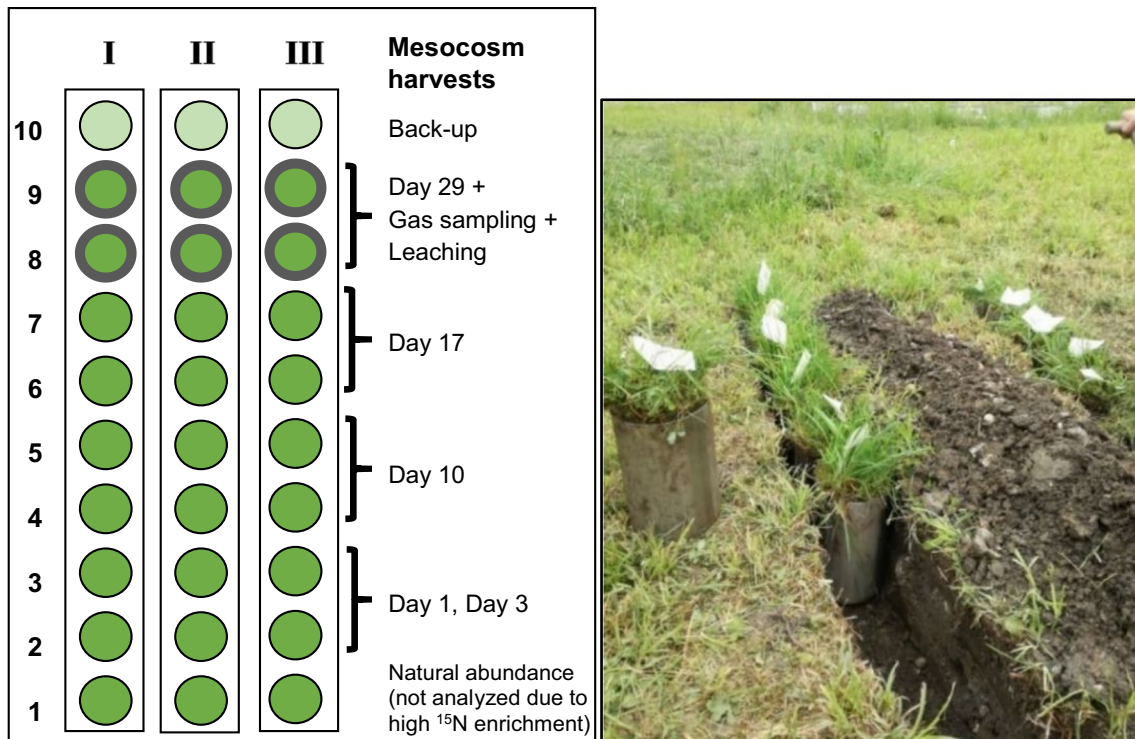 I II III Mesocosm
harvests
10 Back-up
9 Day 29 +
Gas sampling +
8 Leaching
7
Day 17
6
5
Day 10
4
3
Day 1, Day 3
2
Natural abundance
(not analyzed due to
1 high ¹⁵N enrichment)